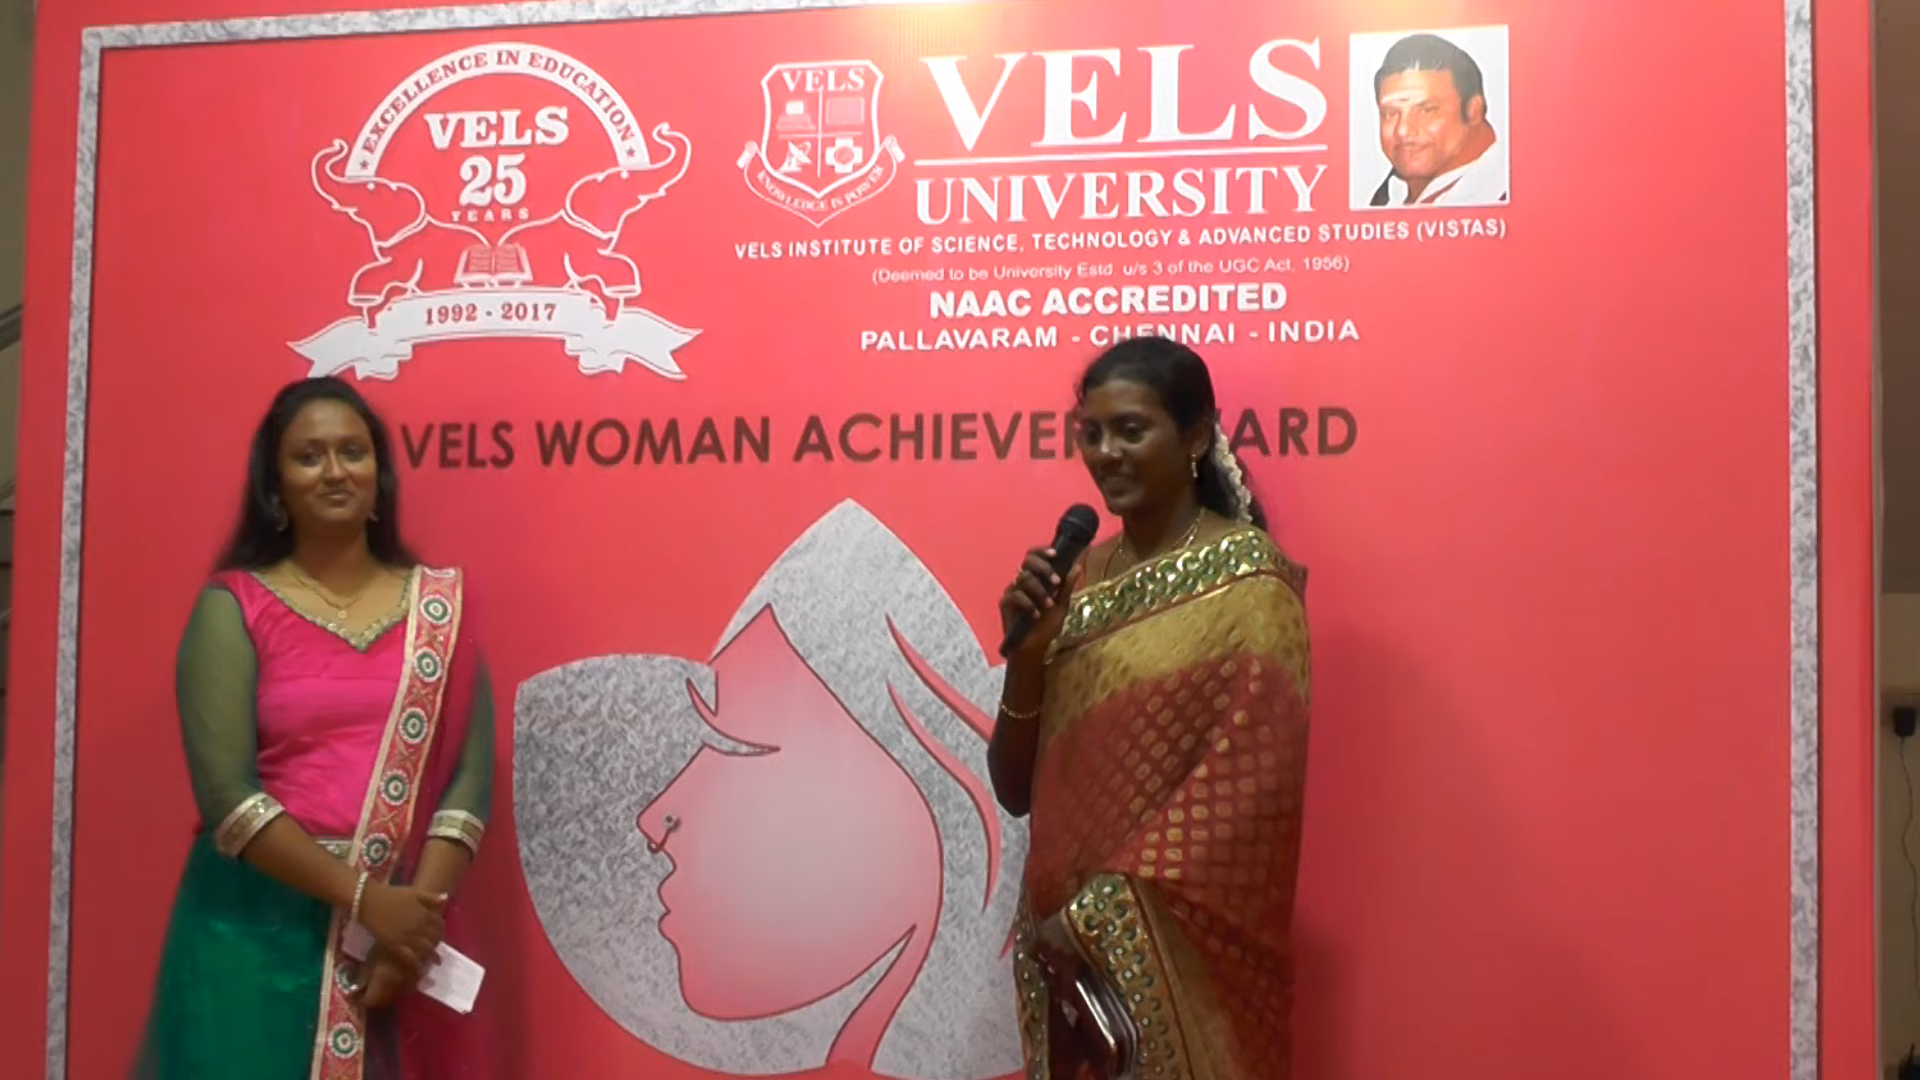 EXCELLENCE IN EDUCATION
VELS
25
YEARS
1992 - 2017
VELS
KNOWLEDGE IS POWER
VELS
UNIVERSITY
VELS INSTITUTE OF SCIENCE, TECHNOLOGY & ADVANCED STUDIES (VISTAS)
(Deemed to be University Estd. u/s 3 of the UGC Act, 1956)
NAAC ACCREDITED
PALLAVARAM - CHENNAI - INDIA
VELS WOMAN ACHIEVER